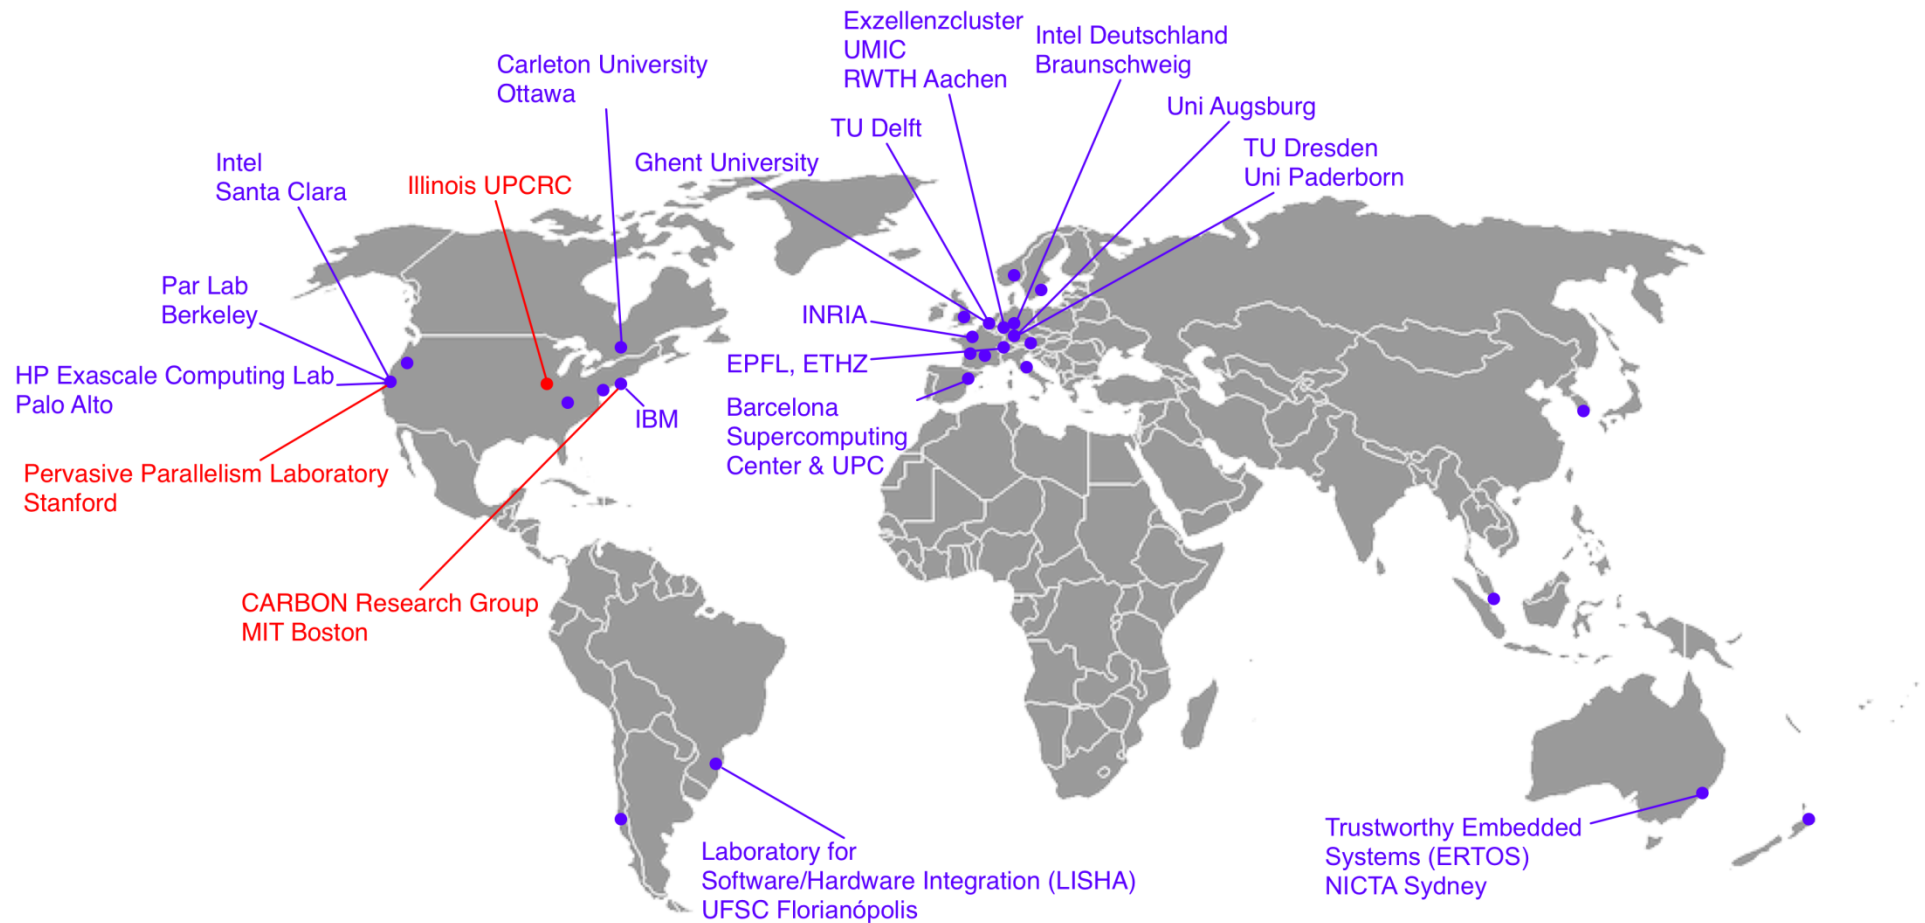 Exzellenzcluster
UMIC
RWTH Aachen
Intel Deutschland
Braunschweig
Carleton University
Ottawa
Uni Augsburg
TU Delft
TU Dresden
Uni Paderborn
Ghent University
Intel
Santa Clara
Illinois UPCRC
Par Lab
Berkeley
INRIA
EPFL, ETHZ
HP Exascale Computing Lab
Palo Alto
IBM
Barcelona
Supercomputing
Center & UPC
Pervasive Parallelism Laboratory
Stanford
CARBON Research Group
MIT Boston
Laboratory for
Software/Hardware Integration (LISHA)
UFSC Florianópolis
Trustworthy Embedded
Systems (ERTOS)
NICTA Sydney